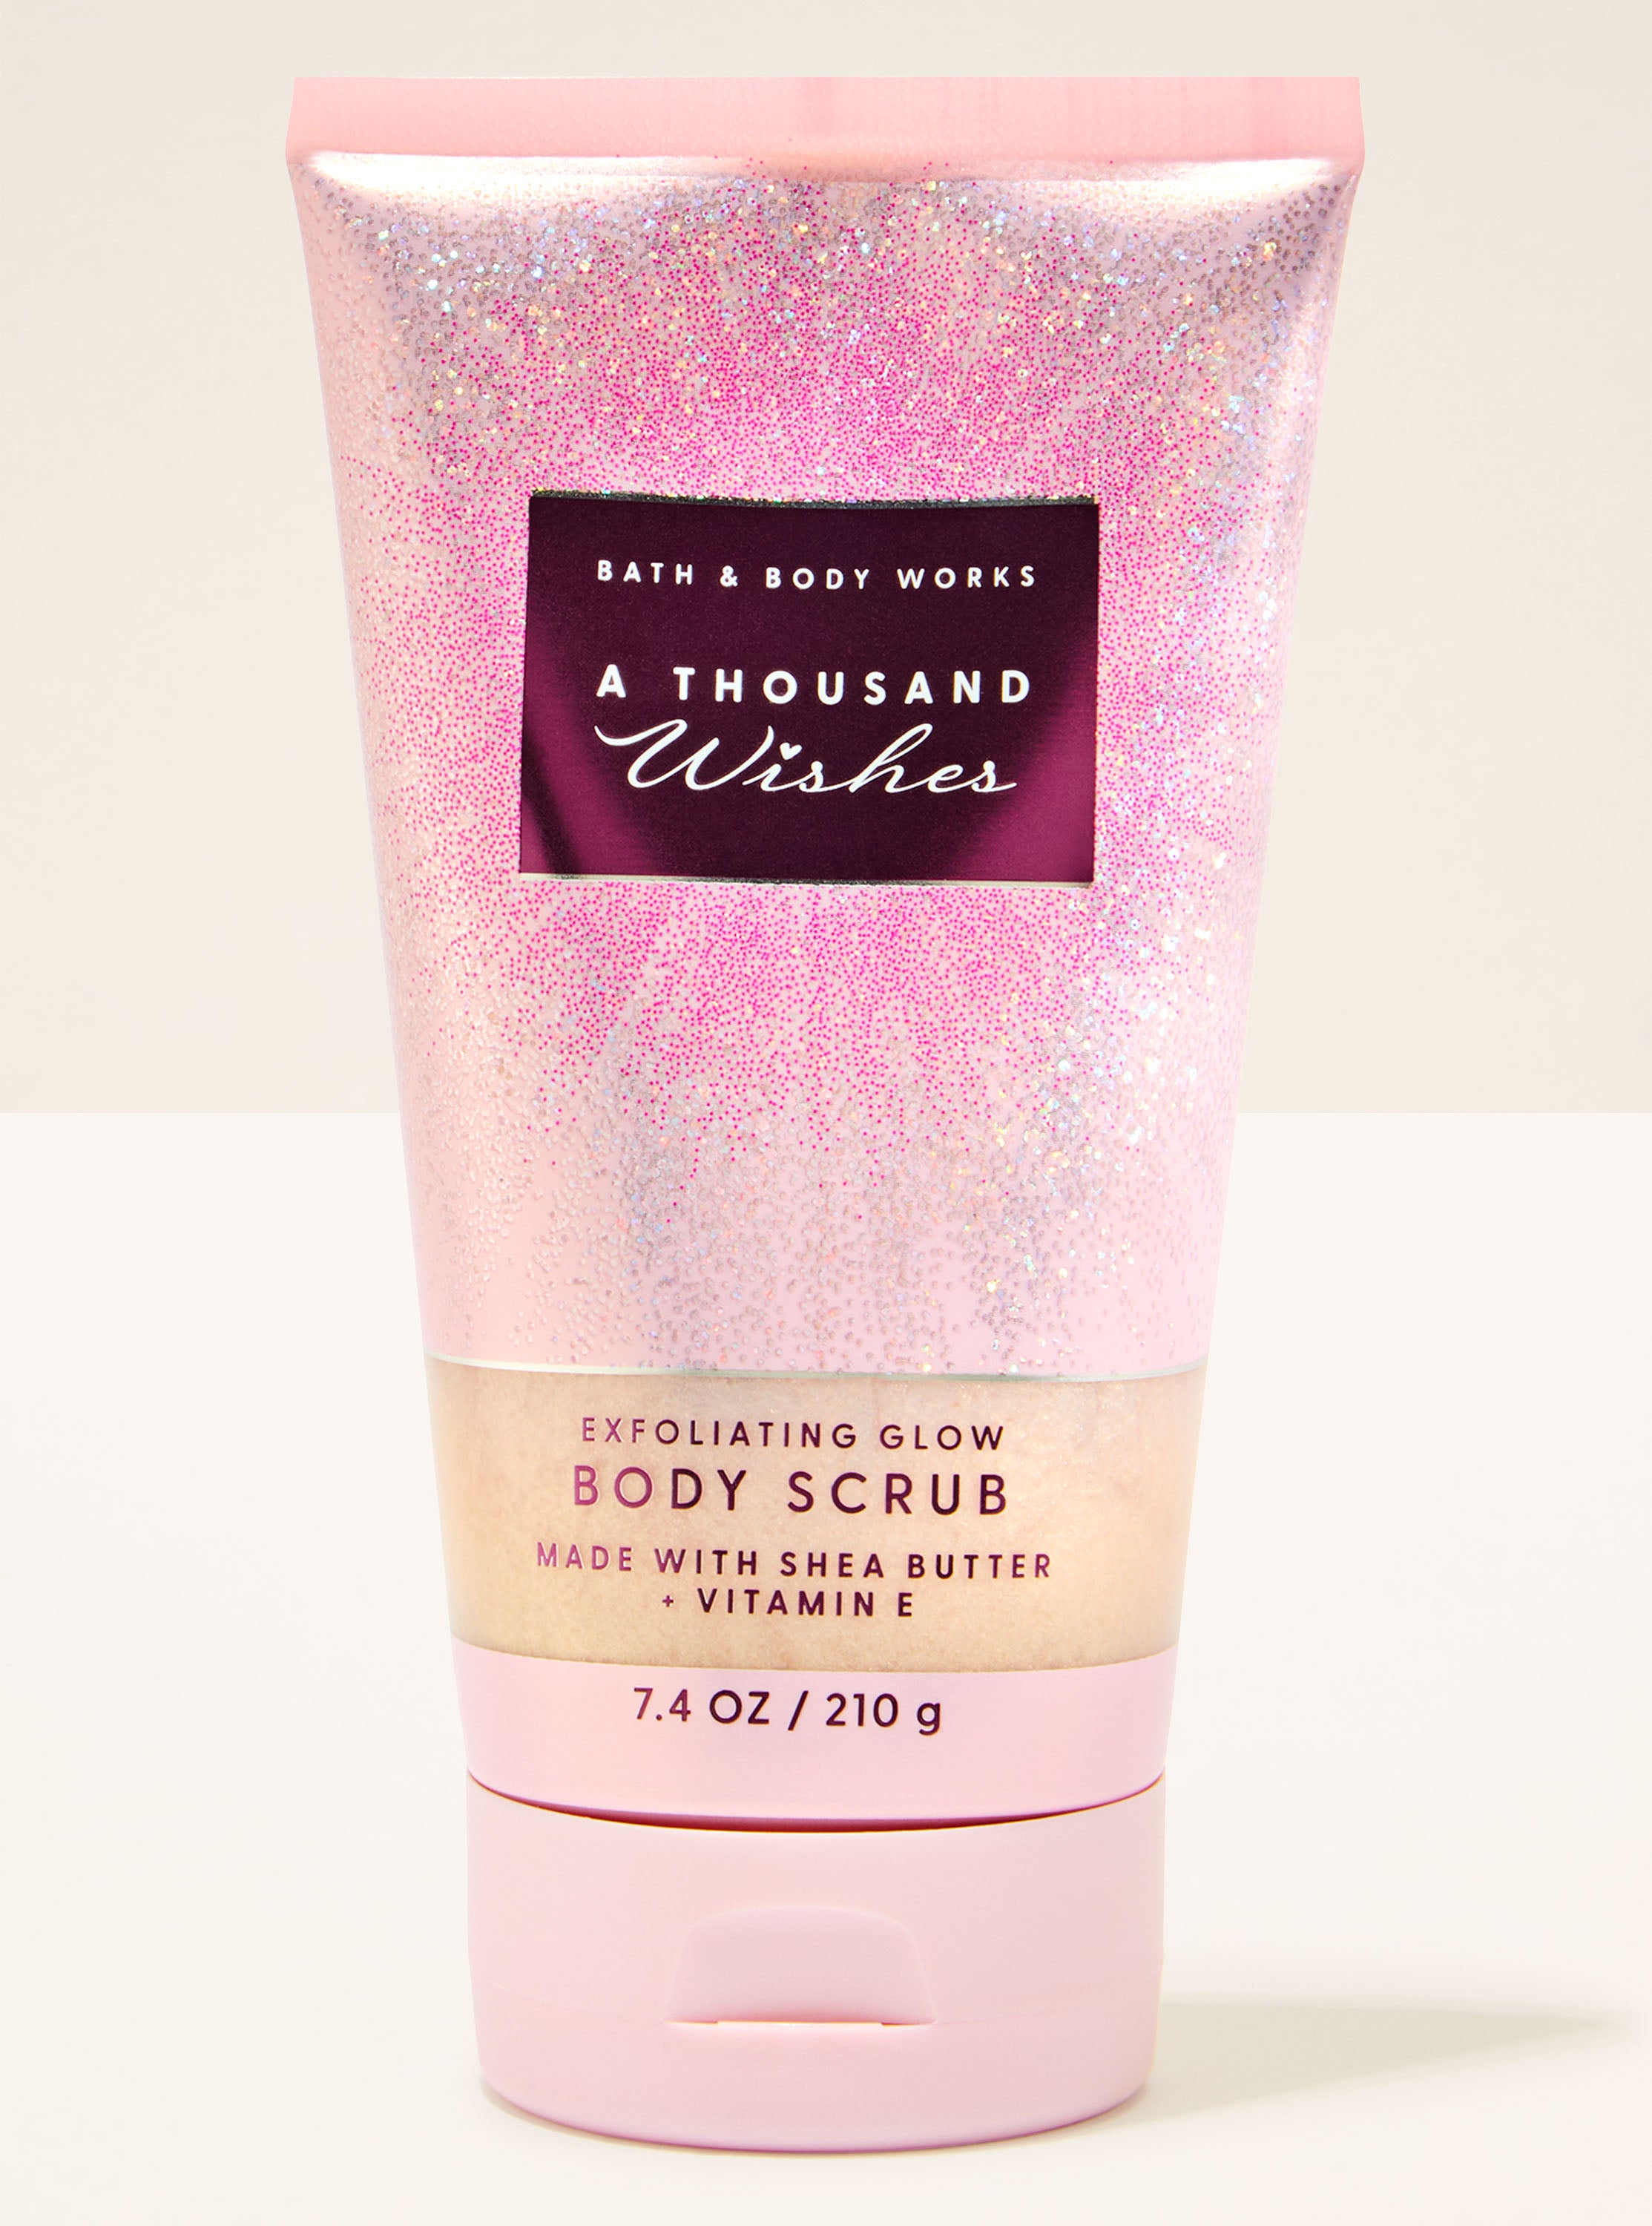 BATH & BODY WORKS
A THOUSAND
Wishes
EXFOLIATING GLOW
BODY SCRUB
MADE WITH SHEA BUTTER
+ VITAMIN E
7.4 OZ / 210 g